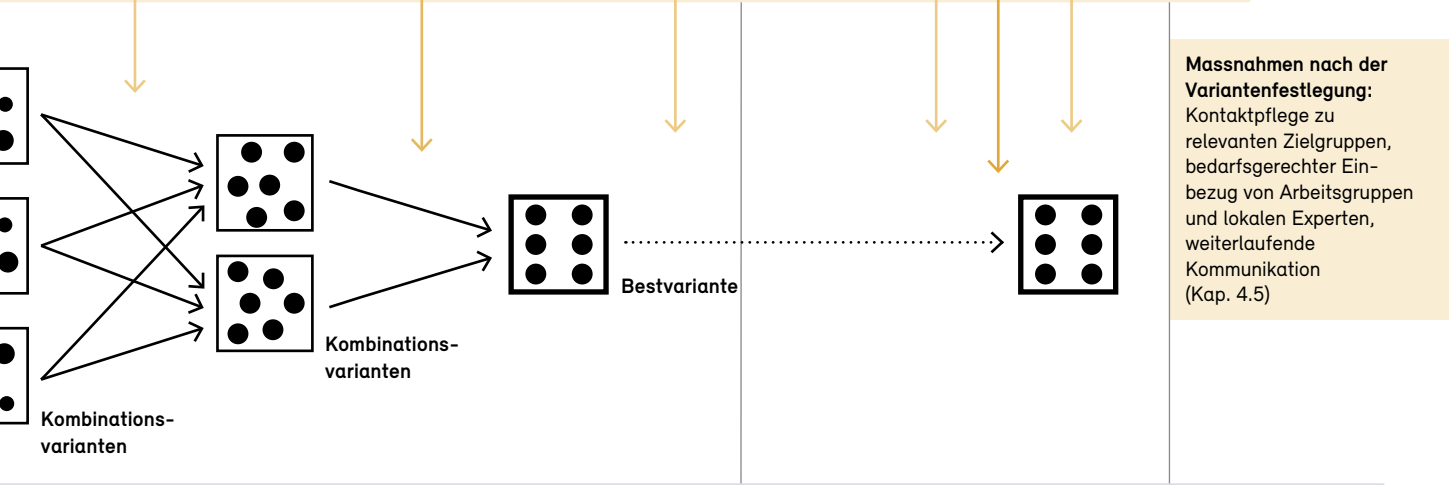 Massnahmen nach der
Variantenfestlegung:
Kontaktpflege zu
relevanten Zielgruppen,
bedarfsgerechter Ein-
bezug von Arbeitsgruppen
und lokalen Experten,
weiterlaufende
Kommunikation
(Kap. 4.5)
Bestvariante
Kombinations-
varianten
Kombinations-
varianten